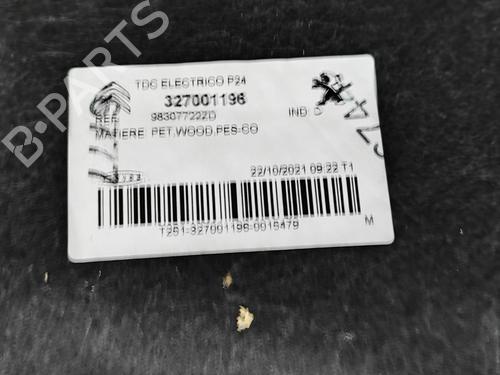 B-PARTS
TDC ELECTRICO P24
327001196
REF
983077222D
IND D
MATIERE PET,WOOD,PES-CO
22/10/2021 09:22 T1
T251-327001196-0015479
M